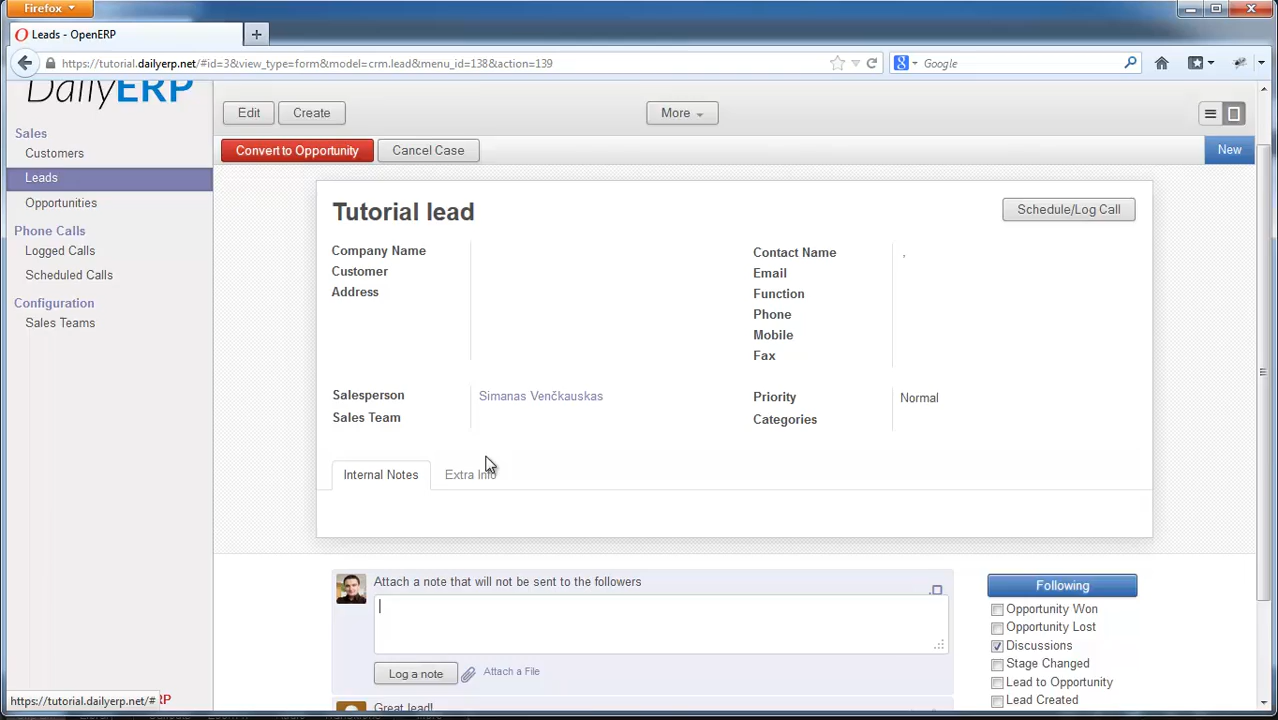 Firefox
Leads - OpenERP
https://tutorial.dailyerp.net/#id=3&view_type=form&model=crm.lead&menu_id=138&action=139
Google
DailyERP
Edit
Create
More
Sales
Customers
Leads
Opportunities
Phone Calls
Logged Calls
Scheduled Calls
Configuration
Sales Teams
Convert to Opportunity
Cancel Case
New
Tutorial lead
Schedule/Log Call
Company Name
Customer
Address
Contact Name ,
Email
Function
Phone
Mobile
Fax
Salesperson Simanas Venčkauskas
Sales Team
Priority Normal
Categories
Internal Notes
Extra Info
Attach a note that will not be sent to the followers
Log a note
Attach a File
Great lead!
Following
Opportunity Won
Opportunity Lost
Discussions
Stage Changed
Lead to Opportunity
Lead Created
https://tutorial.dailyerp.net/#
RP